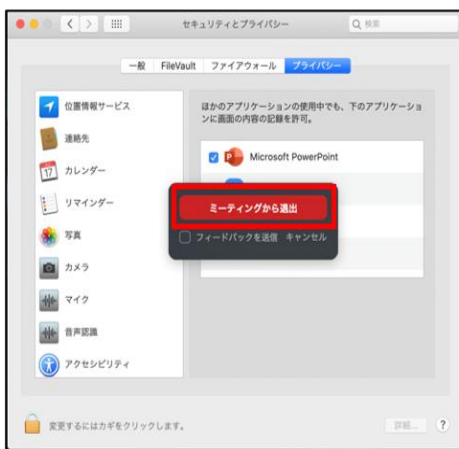 セキュリティとプライバシー
検索
一般 FileVault ファイアウォール プライバシー
位置情報サービス
連絡先
17
カレンダー
リマインダー
写真
カメラ
マイク
音声認識
アクセシビリティ
ほかのアプリケーションの使用中でも、下のアプリケーショ
ンに画面の内容の記録を許可。
P
Microsoft PowerPoint
ミーティングから退出
フィードバックを送信 キャンセル
変更するにはカギをクリックします。
詳細...
?